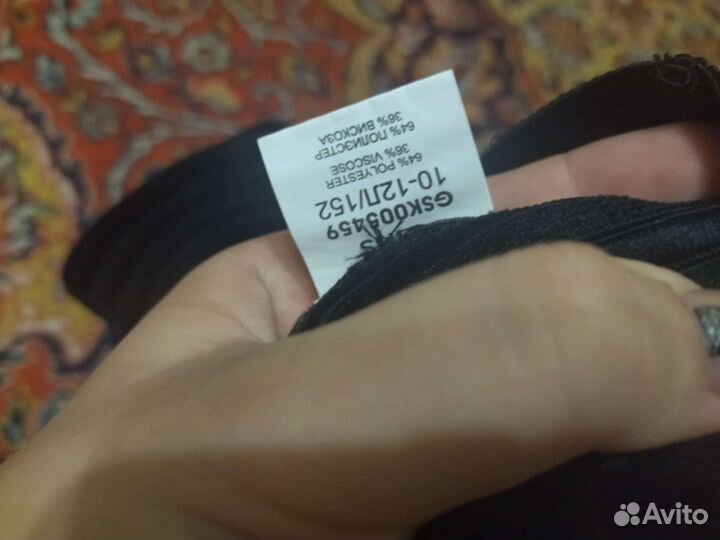 GSK005459
10-12Л/152
64% POLYESTER
36% VISCOSE
64% ПОЛИЭСТЕР
36% ВИСКОЗА
Avito